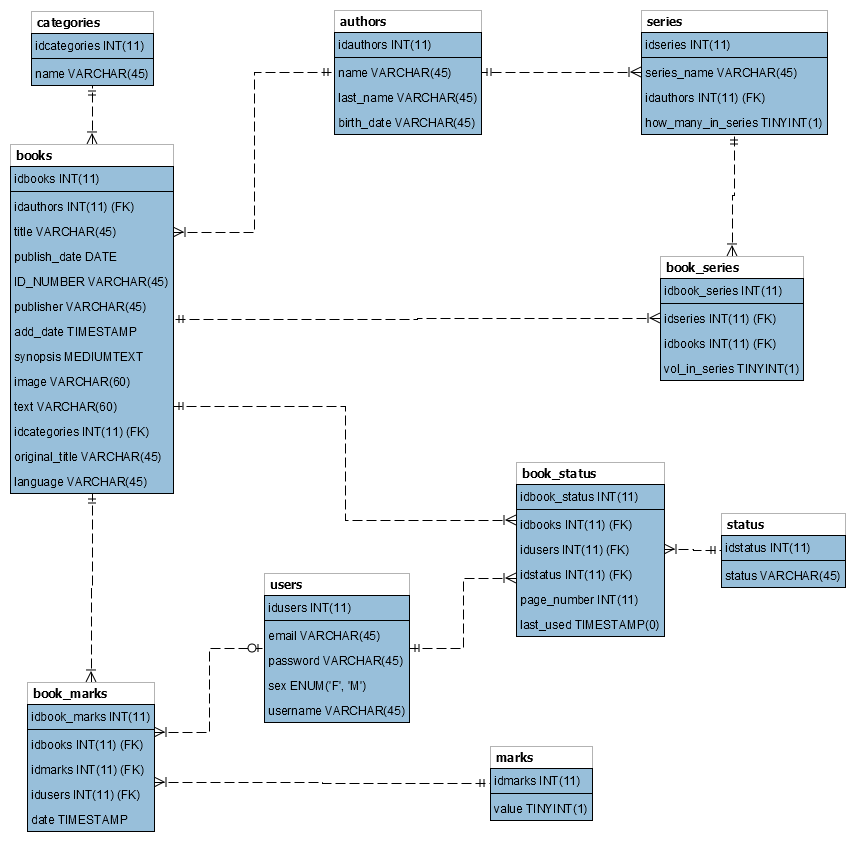 categories
idcategories INT(11)
name VARCHAR(45)
authors
idauthors INT(11)
name VARCHAR(45)
last_name VARCHAR(45)
birth_date VARCHAR(45)
series
idseries INT(11)
series_name VARCHAR(45)
idauthors INT(11) (FK)
how_many_in_series TINYINT(1)
books
idbooks INT(11)
idauthors INT(11) (FK)
title VARCHAR(45)
publish_date DATE
ID_NUMBER VARCHAR(45)
publisher VARCHAR(45)
add_date TIMESTAMP
synopsis MEDIUMTEXT
image VARCHAR(60)
text VARCHAR(60)
idcategories INT(11) (FK)
original_title VARCHAR(45)
language VARCHAR(45)
book_series
idbook_series INT(11)
idseries INT(11) (FK)
idbooks INT(11) (FK)
vol_in_series TINYINT(1)
book_status
idbook_status INT(11)
idbooks INT(11) (FK)
idusers INT(11) (FK)
idstatus INT(11) (FK)
page_number INT(11)
last_used TIMESTAMP(0)
status
idstatus INT(11)
status VARCHAR(45)
users
idusers INT(11)
email VARCHAR(45)
password VARCHAR(45)
sex ENUM('F', 'M')
username VARCHAR(45)
book_marks
idbook_marks INT(11)
idbooks INT(11) (FK)
idmarks INT(11) (FK)
idusers INT(11) (FK)
date TIMESTAMP
marks
idmarks INT(11)
value TINYINT(1)